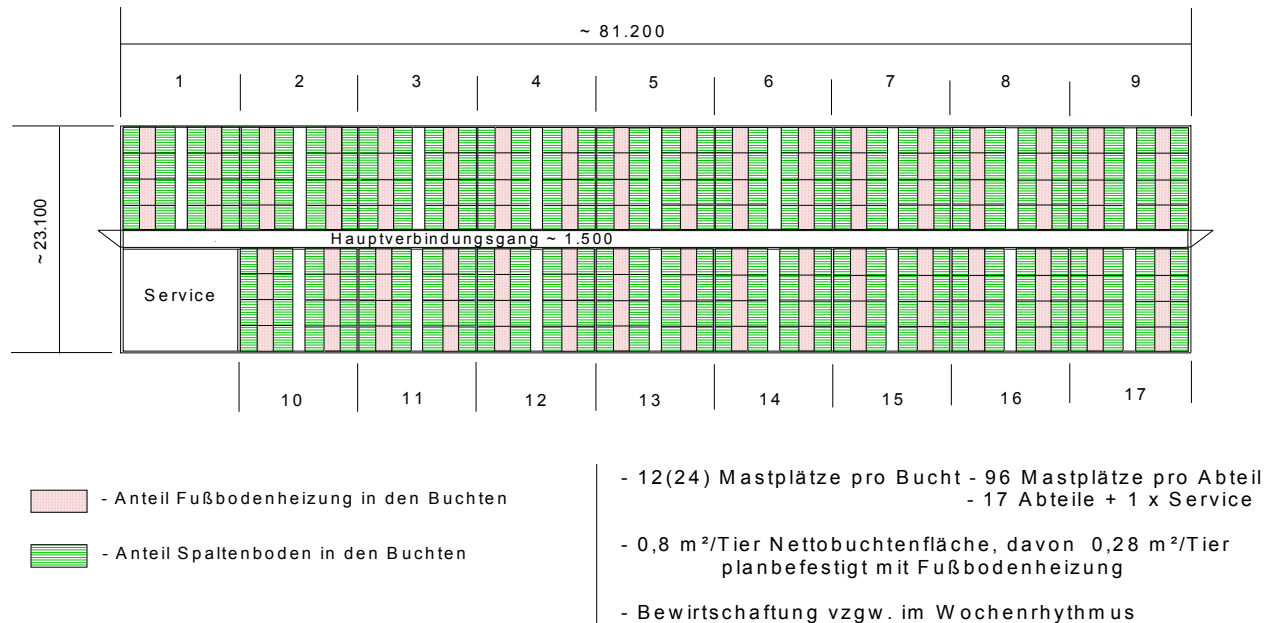 ~ 81.200
1 2 3 4 5 6 7 8 9
~ 23.100
Hauptverbindungsgang ~ 1.500
Service
10 11 12 13 14 15 16 17
- Anteil Fußbodenheizung in den Buchten
- Anteil Spaltenboden in den Buchten
- 12(24) Mastplätze pro Bucht - 96 Mastplätze pro Abteil
- 17 Abteile + 1 x Service
- 0,8 m²/Tier Nettobuchtenfläche, davon 0,28 m²/Tier
planbefestigt mit Fußbodenheizung
- Bewirtschaftung vzgw. im Wochenrhythmus